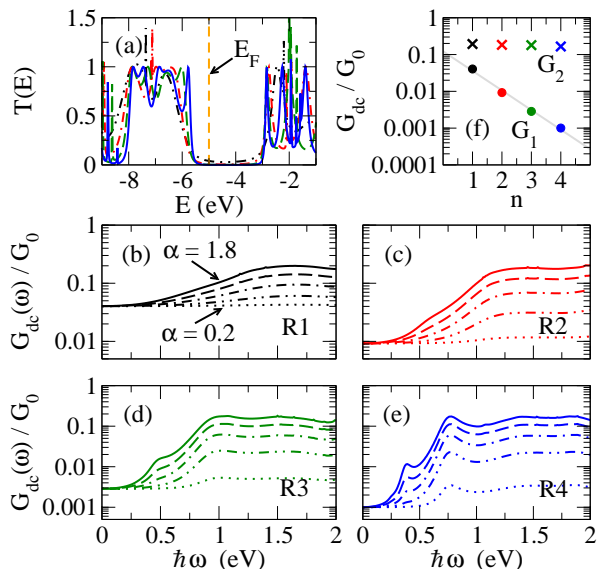 (a)
E_F
T(E)
1
0.5
0
-8
-6
-4
-2
E (eV)
G_dc / G_0
1
0.1
0.01
0.001
0.0001
G_2
(f)
G_1
1
2
3
4
n
G_dc(ω) / G_0
1
0.1
0.01
(b)
α = 1.8
α = 0.2
R1
(c)
R2
G_dc(ω) / G_0
1
0.1
0.01
0.001
(d)
R3
0
0.5
1
1.5
2
ħω (eV)
(e)
R4
0
0.5
1
1.5
2
ħω (eV)